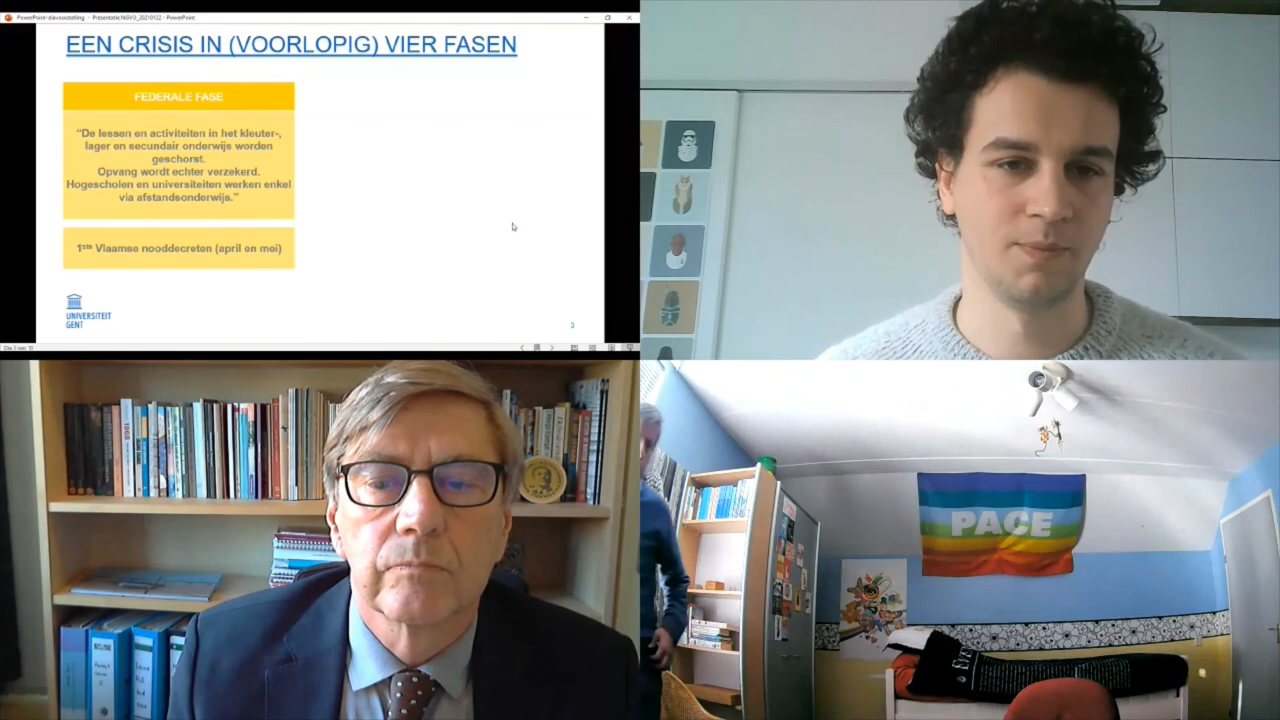 PowerPoint-diavoorstelling - Presentatie NGVO_20210122 - PowerPoint
EEN CRISIS IN (VOORLOPIG) VIER FASEN
FEDERALE FASE
“De lessen en activiteiten in het kleuter-,
lager en secundair onderwijs worden
geschorst.
Opvang wordt echter verzekerd.
Hogescholen en universiteiten werken enkel
via afstandsonderwijs.”
1ste Vlaamse nooddecreten (april en mei)
UNIVERSITEIT
GENT
3
PACE